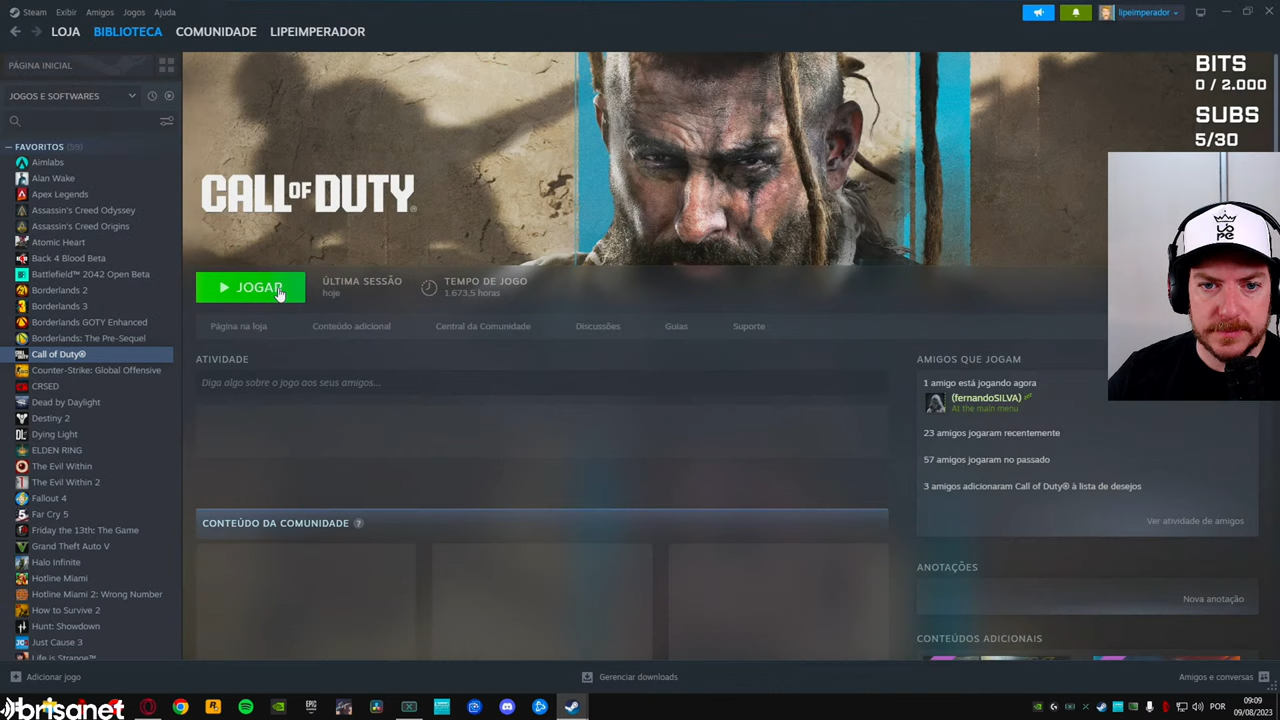 Steam Exibir Amigos Jogos Ajuda
lipeimperador
LOJA BIBLIOTECA COMUNIDADE LIPEIMPERADOR
PÁGINA INICIAL
JOGOS E SOFTWARES
FAVORITOS (59)
Aimlabs
Alan Wake
Apex Legends
Assassin's Creed Odyssey
Assassin's Creed Origins
Atomic Heart
Back 4 Blood Beta
Battlefield™ 2042 Open Beta
Borderlands 2
Borderlands 3
Borderlands GOTY Enhanced
Borderlands: The Pre-Sequel
Call of Duty®
Counter-Strike: Global Offensive
CRSED
Dead by Daylight
Destiny 2
Dying Light
ELDEN RING
The Evil Within
The Evil Within 2
Fallout 4
Far Cry 5
Friday the 13th: The Game
Grand Theft Auto V
Halo Infinite
Hotline Miami
Hotline Miami 2: Wrong Number
How to Survive 2
Hunt: Showdown
Just Cause 3
Life is Strange™
CALL OF DUTY®
BITS
0 / 2.000
SUBS
5/30
JOGAR
ÚLTIMA SESSÃO
hoje
TEMPO DE JOGO
1.673,5 horas
Página na loja Conteúdo adicional Central da Comunidade Discussões Guias Suporte
ATIVIDADE
Diga algo sobre o jogo aos seus amigos...
CONTEÚDO DA COMUNIDADE ?
AMIGOS QUE JOGAM
1 amigo está jogando agora
(fernandoSILVA)
At the main menu
23 amigos jogaram recentemente
57 amigos jogaram no passado
3 amigos adicionaram Call of Duty® à lista de desejos
Ver atividade de amigos
ANOTAÇÕES
Nova anotação
CONTEÚDOS ADICIONAIS
Adicionar jogo
Gerenciar downloads
Amigos e conversas
brisanet
EPIC
POR
09:09
09/08/2023